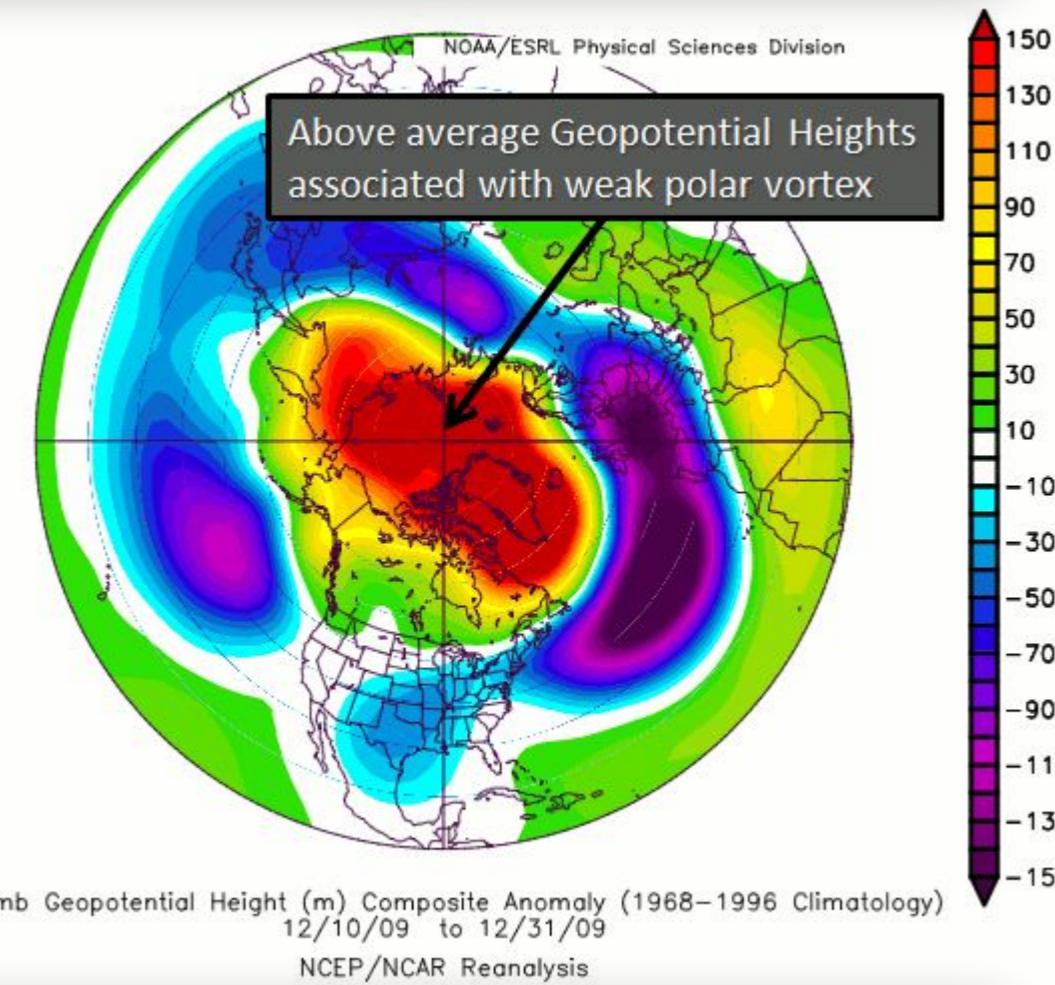 NOAA/ESRL Physical Sciences Division
Above average Geopotential Heights
associated with weak polar vortex
150
130
110
90
70
50
30
10
-10
-30
-50
-70
-90
-11
-13
-15
mb Geopotential Height (m) Composite Anomaly (1968-1996 Climatology)
12/10/09 to 12/31/09
NCEP/NCAR Reanalysis